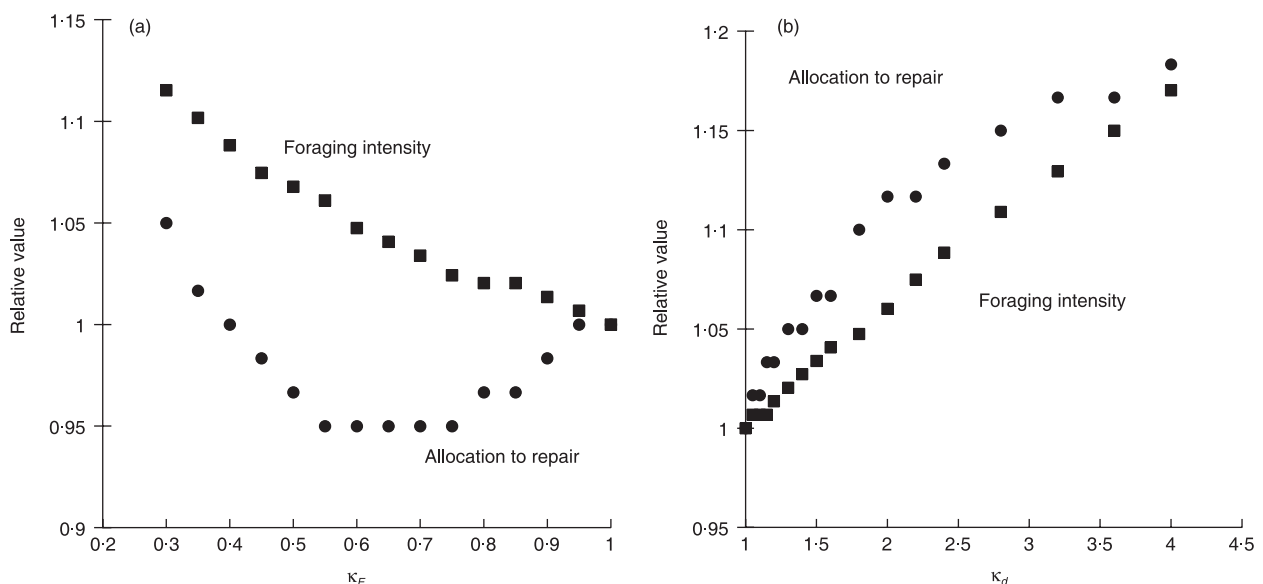 (a)
1·15
1·1
1·05
1
0·95
0·9
Relative value
Foraging intensity
Allocation to repair
0·2 0·3 0·4 0·5 0·6 0·7 0·8 0·9 1
κF
(b)
1·2
1·15
1·1
1·05
1
0·95
Relative value
Allocation to repair
Foraging intensity
1 1·5 2 2·5 3 3·5 4 4·5
κd